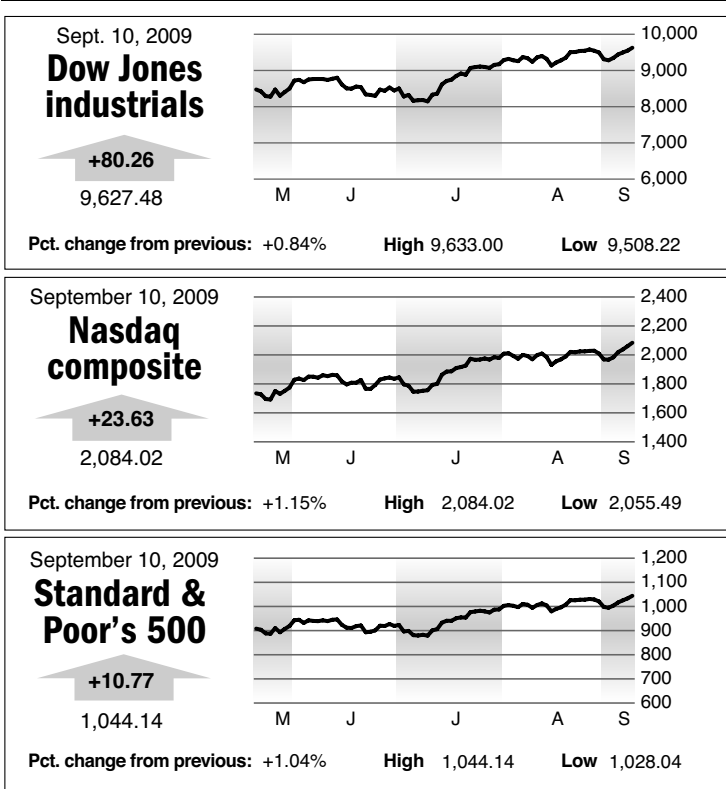 Sept. 10, 2009
Dow Jones
industrials
+80.26
9,627.48
10,000
9,000
8,000
7,000
6,000
M J J A S
Pct. change from previous: +0.84% High 9,633.00 Low 9,508.22
September 10, 2009
Nasdaq
composite
+23.63
2,084.02
2,400
2,200
2,000
1,800
1,600
1,400
M J J A S
Pct. change from previous: +1.15% High 2,084.02 Low 2,055.49
September 10, 2009
Standard &
Poor's 500
+10.77
1,044.14
1,200
1,100
1,000
900
800
700
600
M J J A S
Pct. change from previous: +1.04% High 1,044.14 Low 1,028.04